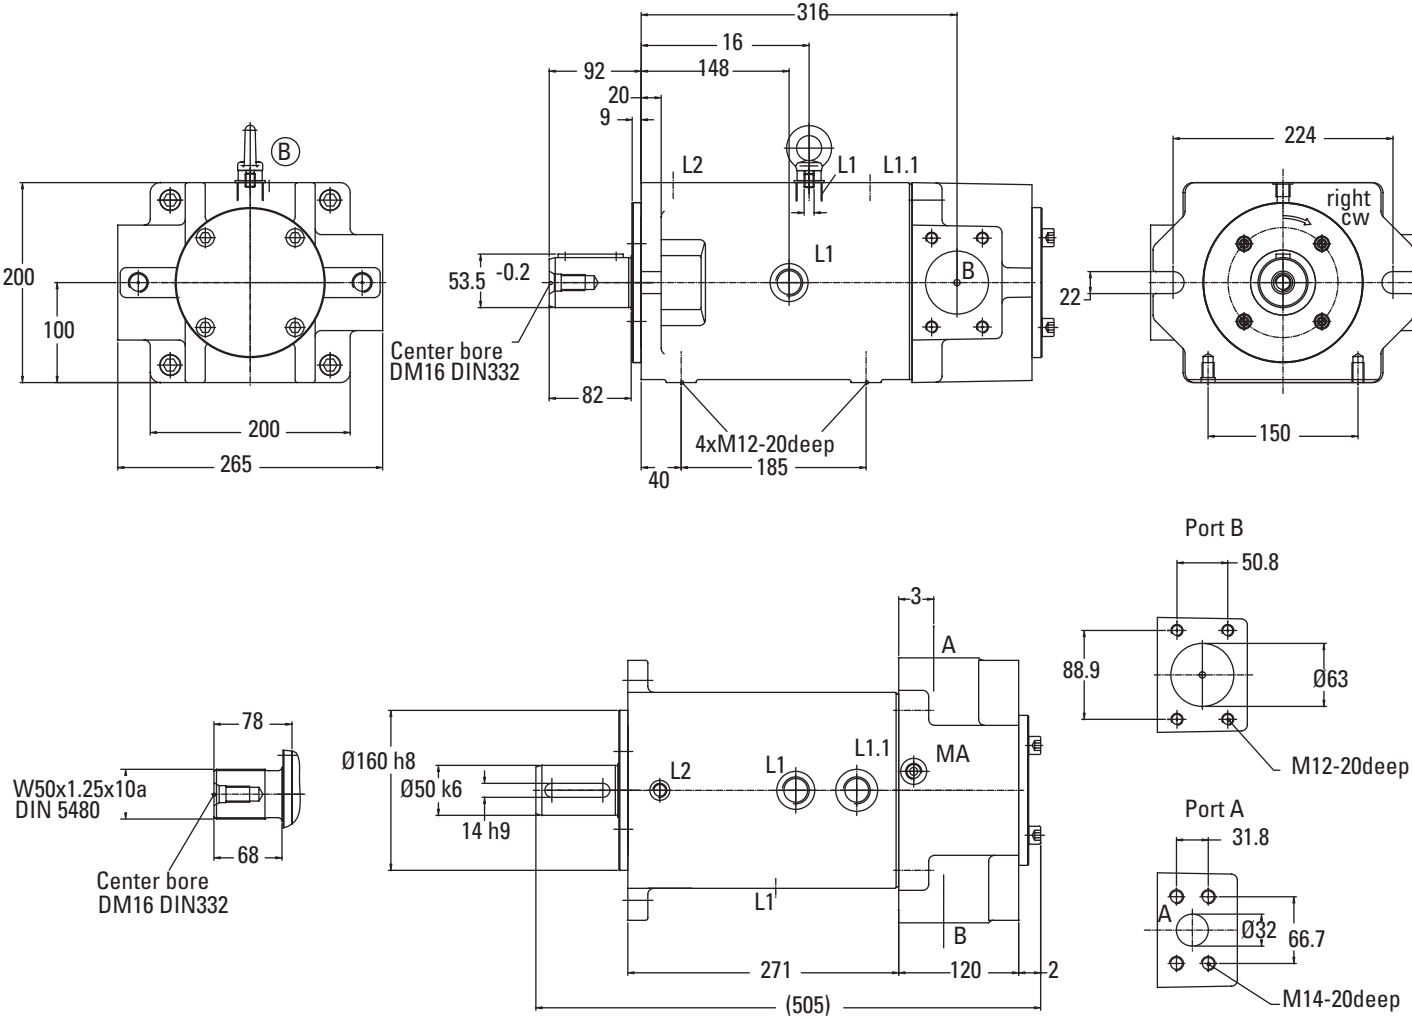 316
16
92
148
20
9
B
L2
L1
L1.1
224
right
cw
L1
B
200
100
53.5 -0.2
22
Center bore
DM16 DIN332
82
200
265
4xM12-20deep
40
185
150
Port B
50.8
88.9
Ø63
M12-20deep
3
A
78
W50x1.25x10a
DIN 5480
68
Center bore
DM16 DIN332
Ø160 h8
Ø50 k6
14 h9
L2
L1
L1.1
MA
L1
B
271
120
2
(505)
Port A
31.8
A
Ø32
66.7
M14-20deep